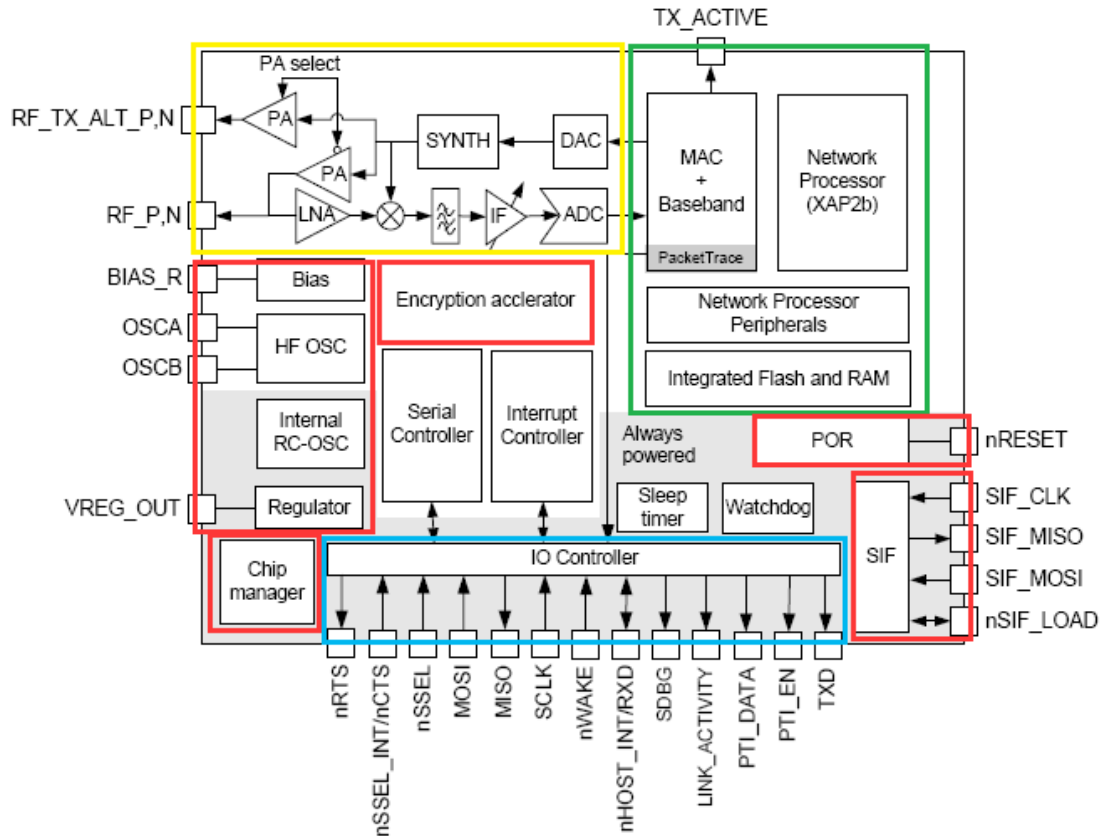 TX_ACTIVE
PA select
RF_TX_ALT_P,N
PA
SYNTH
DAC
MAC
+
Baseband
Network
Processor
(XAP2b)
PA
RF_P,N
LNA
IF
ADC
PacketTrace
BIAS_R
Bias
Encryption acclerator
Network Processor
Peripherals
OSCA
HF OSC
OSCB
Integrated Flash and RAM
Serial
Controller
Interrupt
Controller
Internal
RC-OSC
Always
powered
POR
nRESET
VREG_OUT
Regulator
Sleep
timer
Watchdog
SIF
SIF_CLK
SIF_MISO
SIF_MOSI
nSIF_LOAD
Chip
manager
IO Controller
nRTS
nSSEL_INT/nCTS
nSSEL
MOSI
MISO
SCLK
nWAKE
nHOST_INT/RXD
SDBG
LINK_ACTIVITY
PTI_DATA
PTI_EN
TXD